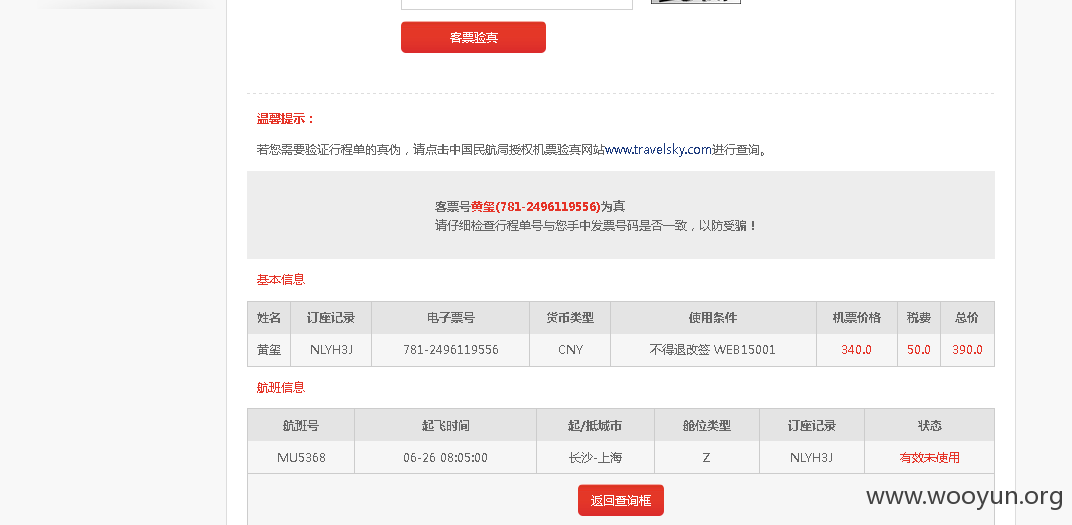 客票验真
温馨提示：
若您需要验证行程单的真伪，请点击中国民航局授权机票验真网站www.travelsky.com进行查询。
客票号黄玺(781-2496119556)为真
请仔细检查行程单号与您手中发票号码是否一致，以防受骗！
基本信息
姓名 订座记录 电子票号 货币类型 使用条件 机票价格 税费 总价
黄玺 NLYH3J 781-2496119556 CNY 不得退改签 WEB15001 340.0 50.0 390.0
航班信息
航班号 起飞时间 起/抵城市 舱位类型 订座记录 状态
MU5368 06-26 08:05:00 长沙-上海 Z NLYH3J 有效未使用
返回查询框
www.wooyun.org